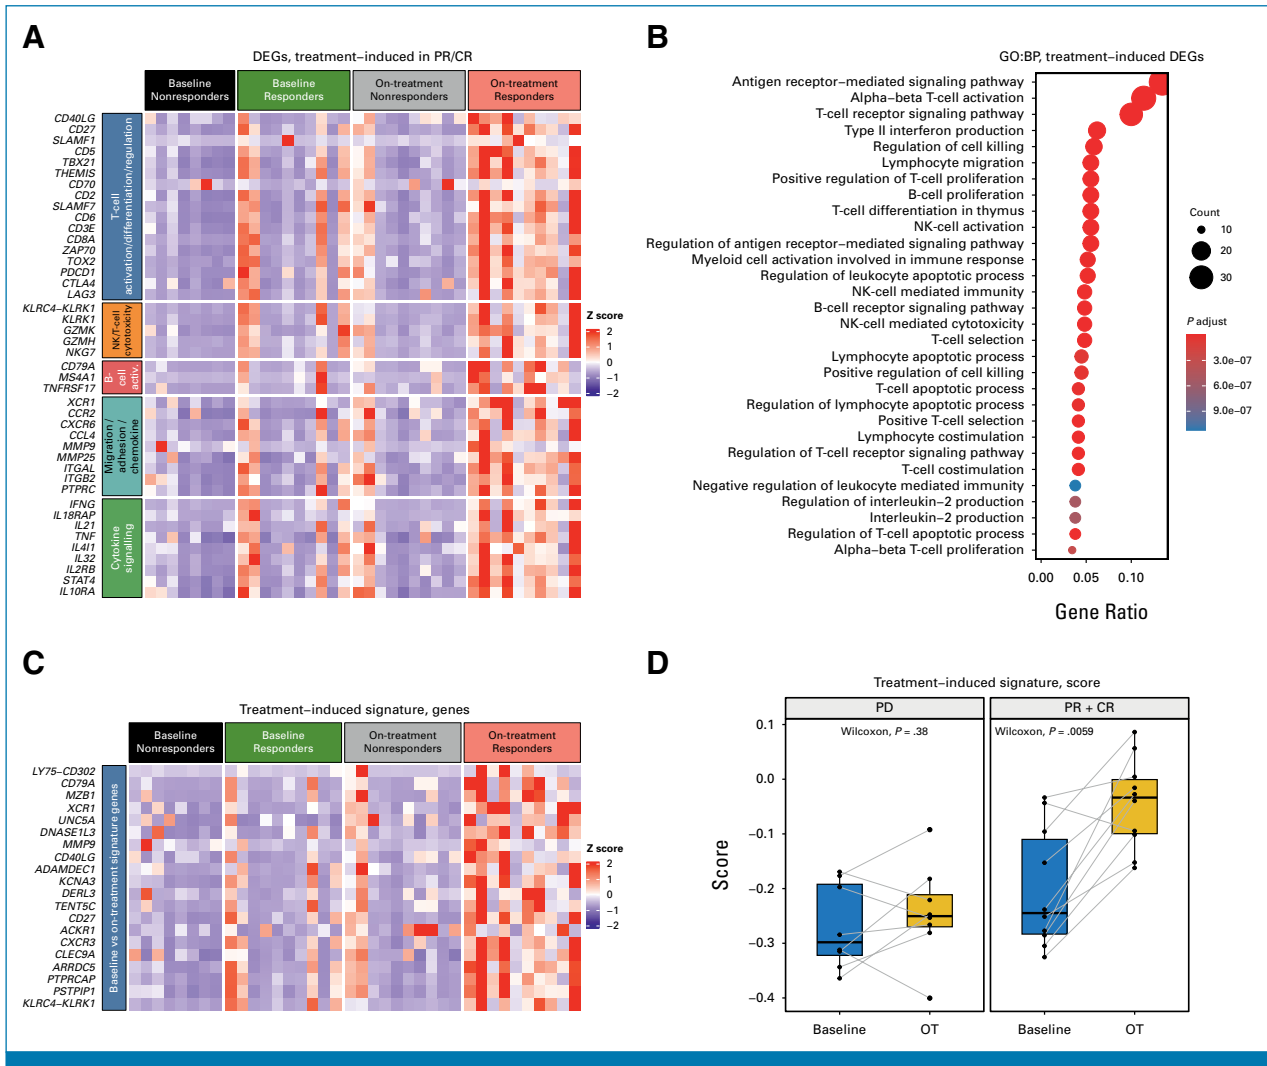 A
DEGs, treatment–induced in PR/CR
Baseline
Nonresponders
Baseline
Responders
On-treatment
Nonresponders
On-treatment
Responders
T-cell
activation/differentiation/regulation
CD40LG
CD27
SLAMF1
CD5
TBX21
THEMIS
CD70
CD2
SLAMF7
CD6
CD3E
CD8A
ZAP70
TOX2
PDCD1
CTLA4
LAG3
NK/T-cell
cytotoxicity
KLRC4–KLRK1
KLRK1
GZMK
GZMH
NKG7
B-
cell
activ.
CD79A
MS4A1
TNFRSF17
Migration /
adhesion /
chemokine
XCR1
CCR2
CXCR6
CCL4
MMP9
MMP25
ITGAL
ITGB2
PTPRC
Cytokine
signalling
IFNG
IL18RAP
IL21
TNF
IL4I1
IL32
IL2RB
STAT4
IL10RA
Z score
2
1
0
−1
−2
B
GO:BP, treatment–induced DEGs
Antigen receptor–mediated signaling pathway
Alpha–beta T-cell activation
T-cell receptor signaling pathway
Type II interferon production
Regulation of cell killing
Lymphocyte migration
Positive regulation of T-cell proliferation
B-cell proliferation
T-cell differentiation in thymus
NK-cell activation
Regulation of antigen receptor–mediated signaling pathway
Myeloid cell activation involved in immune response
Regulation of leukocyte apoptotic process
NK-cell mediated immunity
B-cell receptor signaling pathway
NK-cell mediated cytotoxicity
T-cell selection
Lymphocyte apoptotic process
Positive regulation of cell killing
T-cell apoptotic process
Regulation of lymphocyte apoptotic process
Positive T-cell selection
Lymphocyte costimulation
Regulation of T-cell receptor signaling pathway
T-cell costimulation
Negative regulation of leukocyte mediated immunity
Regulation of interleukin–2 production
Interleukin–2 production
Regulation of T-cell apoptotic process
Alpha–beta T-cell proliferation
0.00 0.05 0.10
Gene Ratio
Count
10
20
30
P adjust
3.0e–07
6.0e–07
9.0e–07
C
Treatment–induced signature, genes
Baseline
Nonresponders
Baseline
Responders
On-treatment
Nonresponders
On-treatment
Responders
Baseline vs on-treatment signature genes
LY75–CD302
CD79A
MZB1
XCR1
UNC5A
DNASE1L3
MMP9
CD40LG
ADAMDEC1
KCNA3
DERL3
TENT5C
CD27
ACKR1
CXCR3
CLEC9A
ARRDC5
PTPRCAP
PSTPIP1
KLRC4–KLRK1
Z score
2
1
0
−1
−2
D
Treatment–induced signature, score
PD
PR + CR
Wilcoxon, P = .38
Wilcoxon, P = .0059
Score
0.1
0.0
−0.1
−0.2
−0.3
−0.4
Baseline OT Baseline OT